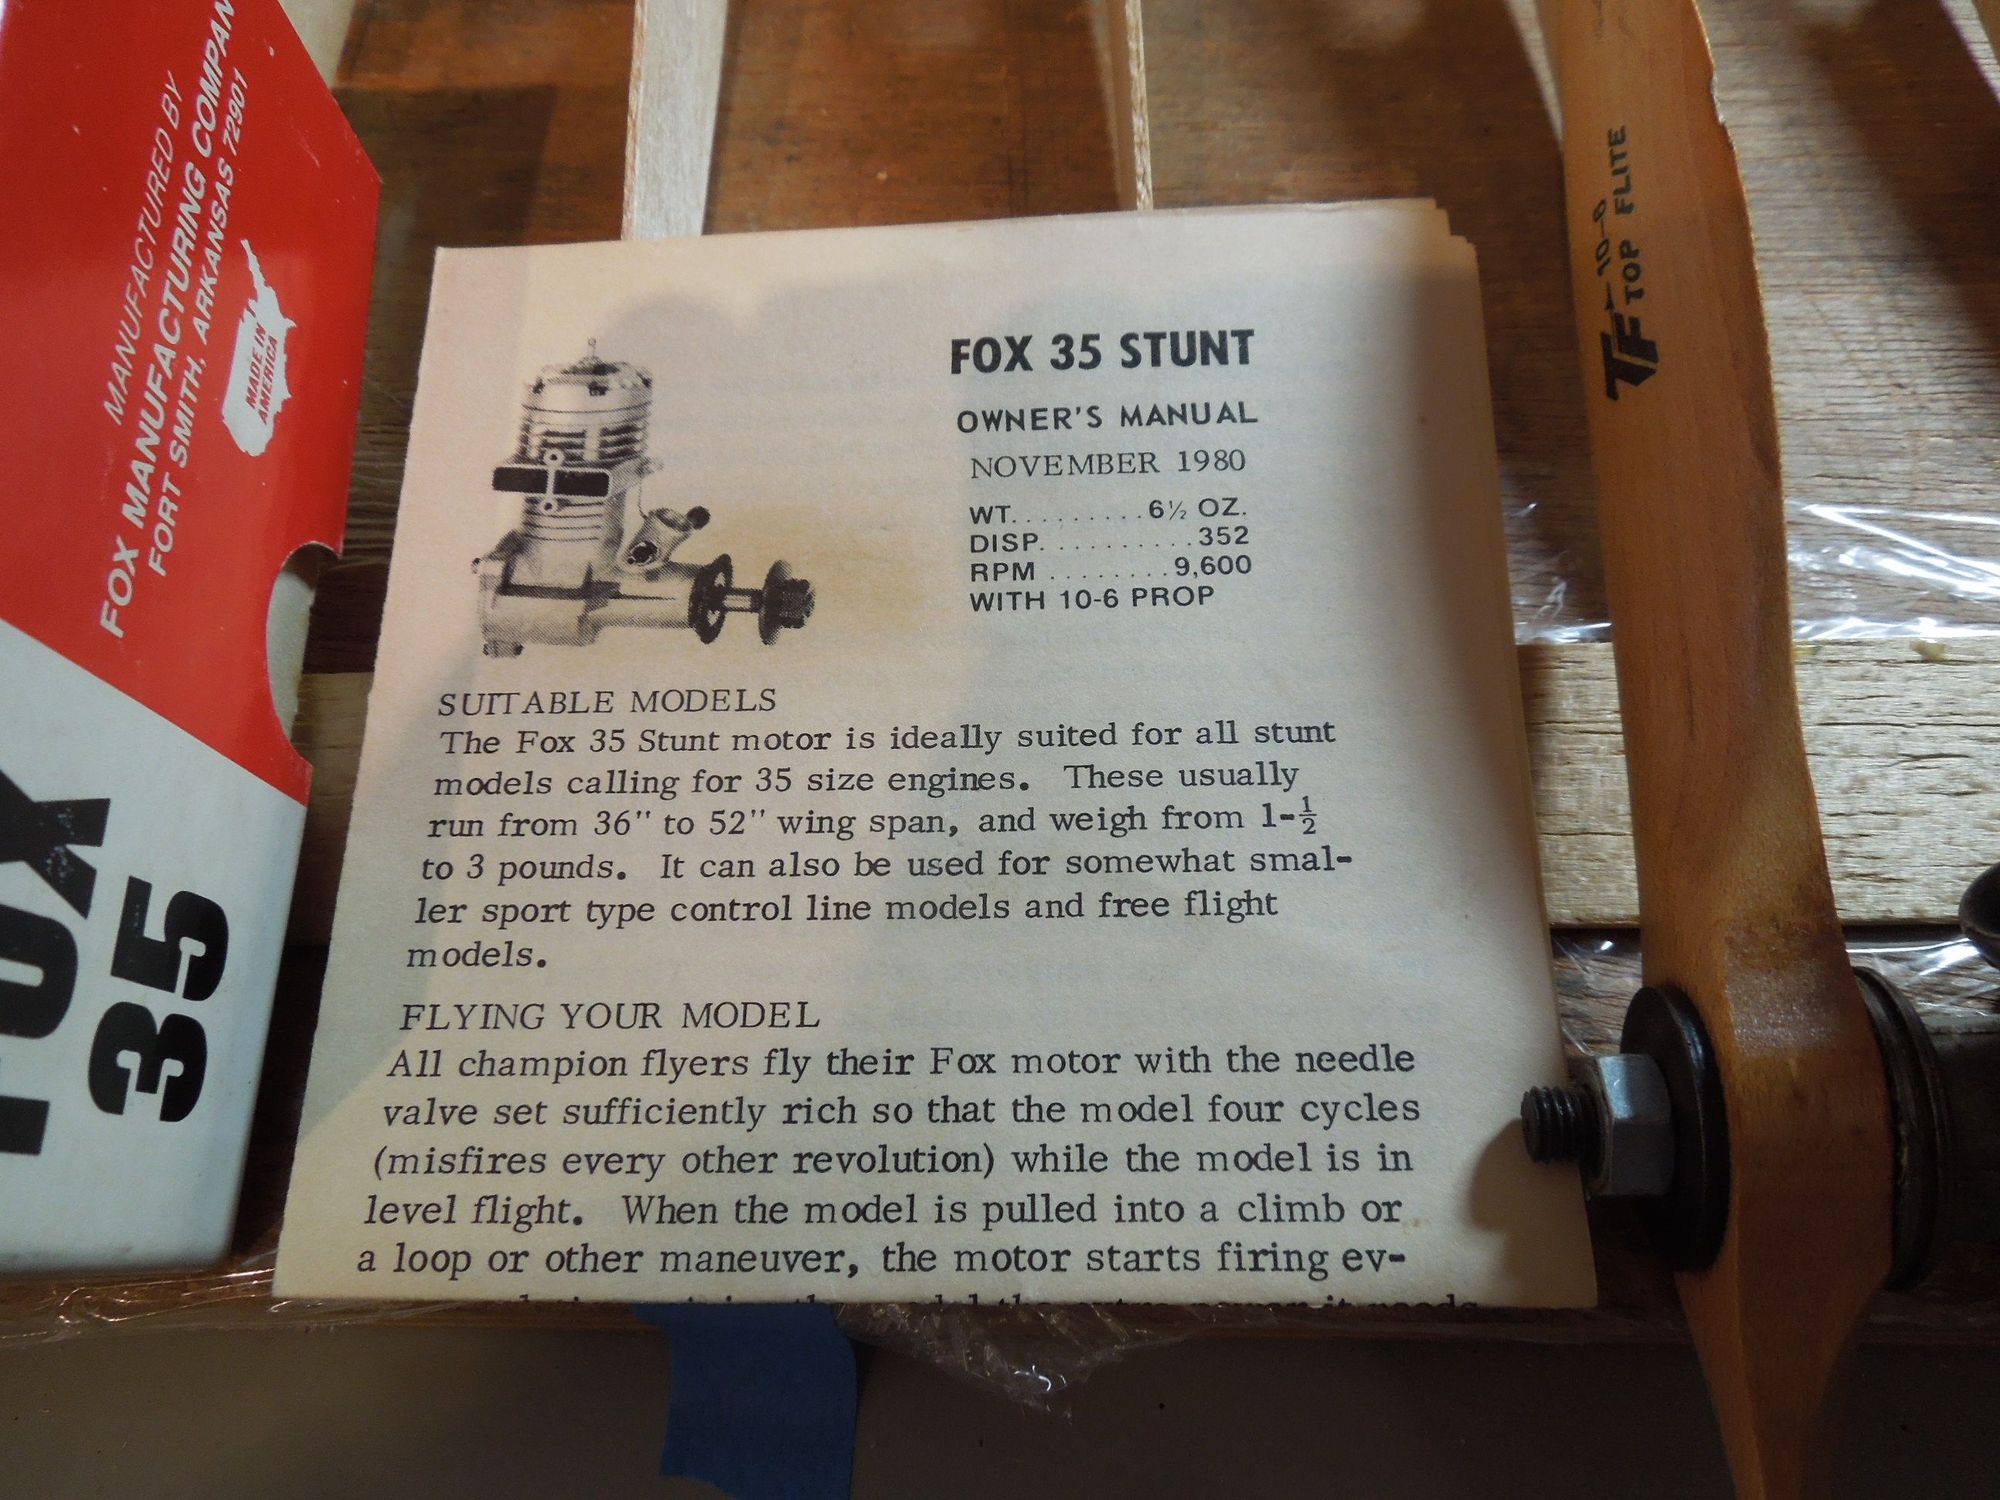 MANUFACTURED BY
FOX MANUFACTURING COMPAN
FORT SMITH, ARKANSAS 72901
MADE IN
AMERICA
FOX
35
FOX 35 STUNT
OWNER'S MANUAL
NOVEMBER 1980
WT.........6½ OZ.
DISP...........352
RPM ........9,600
WITH 10-6 PROP
SUITABLE MODELS
The Fox 35 Stunt motor is ideally suited for all stunt
models calling for 35 size engines. These usually
run from 36" to 52" wing span, and weigh from 1-½
to 3 pounds. It can also be used for somewhat smal-
ler sport type control line models and free flight
models.
FLYING YOUR MODEL
All champion flyers fly their Fox motor with the needle
valve set sufficiently rich so that the model four cycles
(misfires every other revolution) while the model is in
level flight. When the model is pulled into a climb or
a loop or other maneuver, the motor starts firing ev-
the extra power it needs
TF 10-6
TOP FLITE